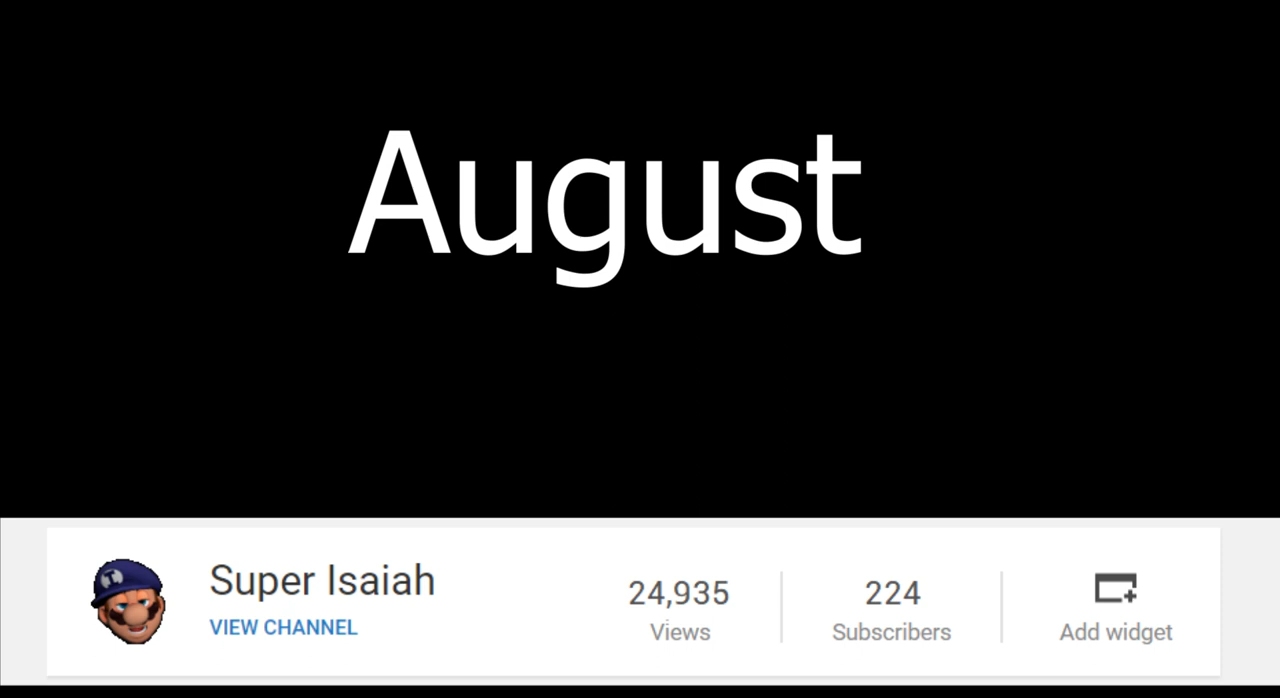 August
Super Isaiah
VIEW CHANNEL
24,935
Views
224
Subscribers
Add widget